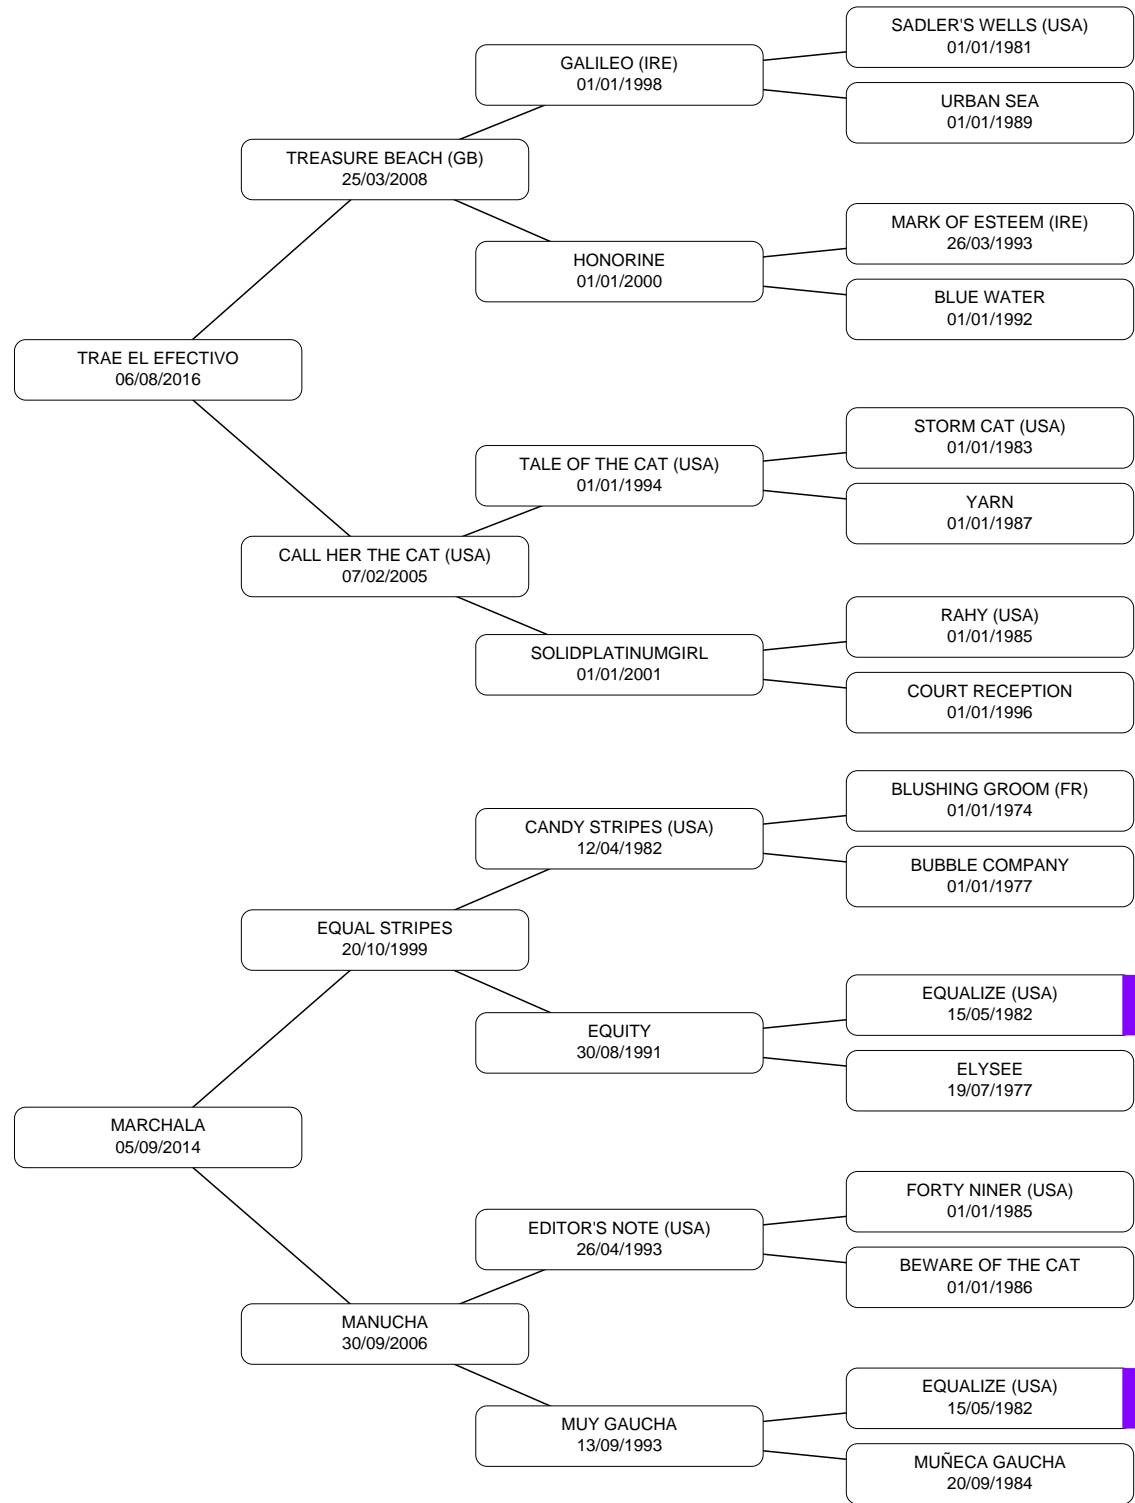 SADLER'S WELLS (USA)
01/01/1981
GALILEO (IRE)
01/01/1998
URBAN SEA
01/01/1989
TREASURE BEACH (GB)
25/03/2008
MARK OF ESTEEM (IRE)
26/03/1993
HONORINE
01/01/2000
BLUE WATER
01/01/1992
TRAE EL EFECTIVO
06/08/2016
STORM CAT (USA)
01/01/1983
TALE OF THE CAT (USA)
01/01/1994
YARN
01/01/1987
CALL HER THE CAT (USA)
07/02/2005
RAHY (USA)
01/01/1985
SOLIDPLATINUMGIRL
01/01/2001
COURT RECEPTION
01/01/1996
BLUSHING GROOM (FR)
01/01/1974
CANDY STRIPES (USA)
12/04/1982
BUBBLE COMPANY
01/01/1977
EQUAL STRIPES
20/10/1999
EQUALIZE (USA)
15/05/1982
EQUITY
30/08/1991
ELYSEE
19/07/1977
MARCHALA
05/09/2014
FORTY NINER (USA)
01/01/1985
EDITOR'S NOTE (USA)
26/04/1993
BEWARE OF THE CAT
01/01/1986
MANUCHA
30/09/2006
EQUALIZE (USA)
15/05/1982
MUY GAUCHA
13/09/1993
MUÑECA GAUCHA
20/09/1984